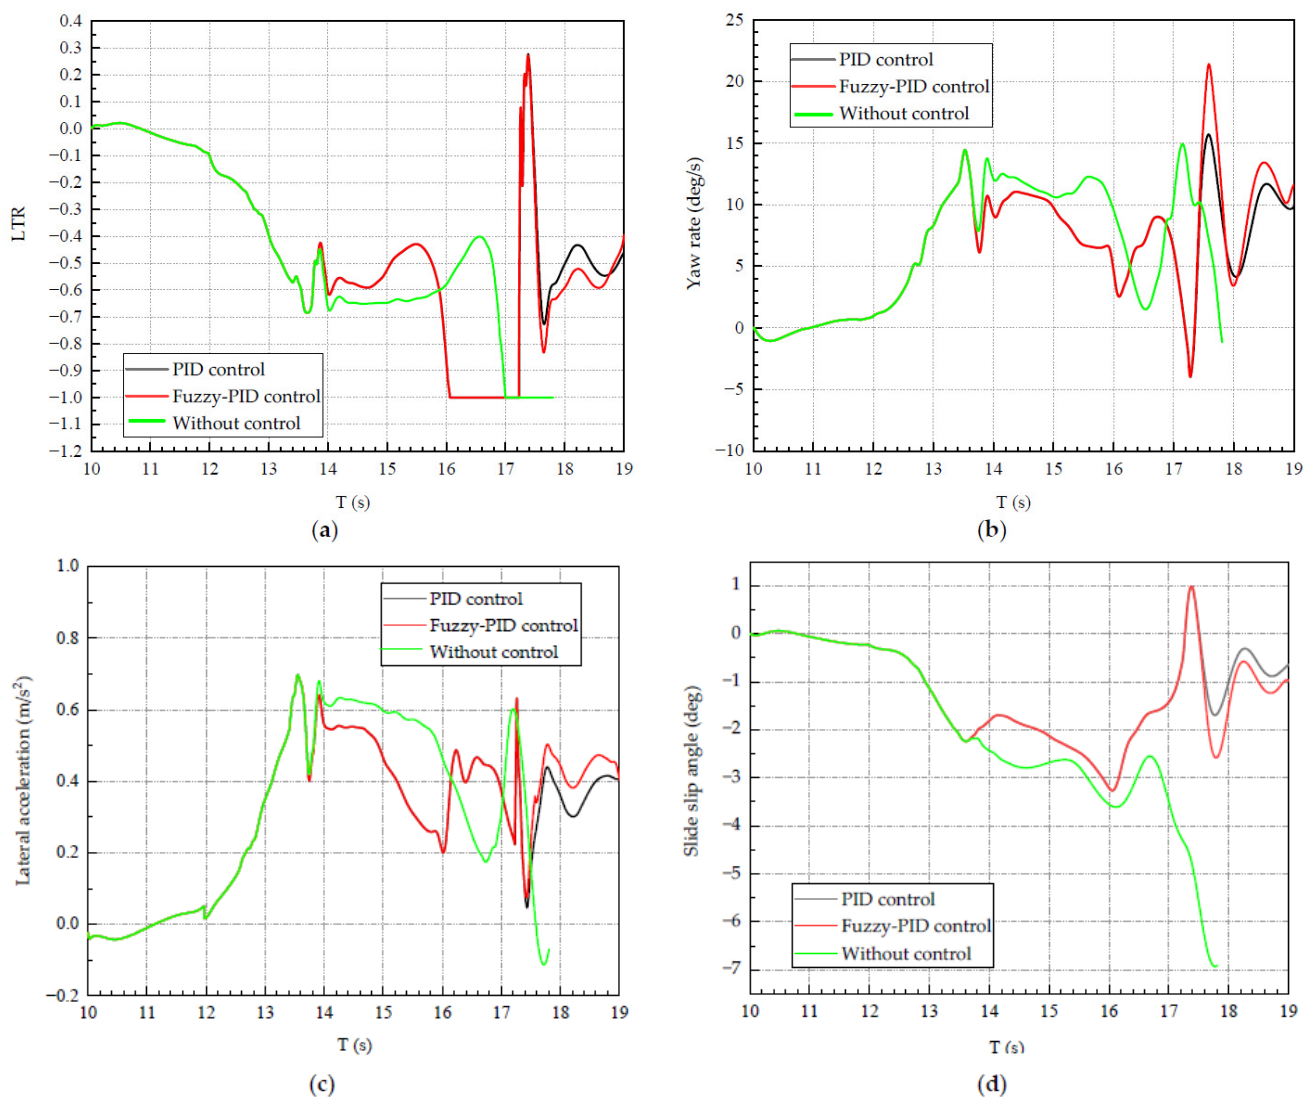 0.4
0.3
0.2
0.1
0.0
−0.1
−0.2
−0.3
−0.4
−0.5
−0.6
−0.7
−0.8
−0.9
−1.0
−1.1
−1.2
LTR
PID control
Fuzzy-PID control
Without control
10 11 12 13 14 15 16 17 18 19
T (s)
(a)
25
20
15
10
5
0
−5
−10
Yaw rate (deg/s)
PID control
Fuzzy-PID control
Without control
10 11 12 13 14 15 16 17 18 19
T (s)
(b)
1.0
0.8
0.6
0.4
0.2
0.0
−0.2
Lateral acceleration (m/s²)
PID control
Fuzzy-PID control
Without control
10 11 12 13 14 15 16 17 18 19
T (s)
(c)
1
0
−1
−2
−3
−4
−5
−6
−7
Slide slip angle (deg)
PID control
Fuzzy-PID control
Without control
10 11 12 13 14 15 16 17 18 19
T (s)
(d)